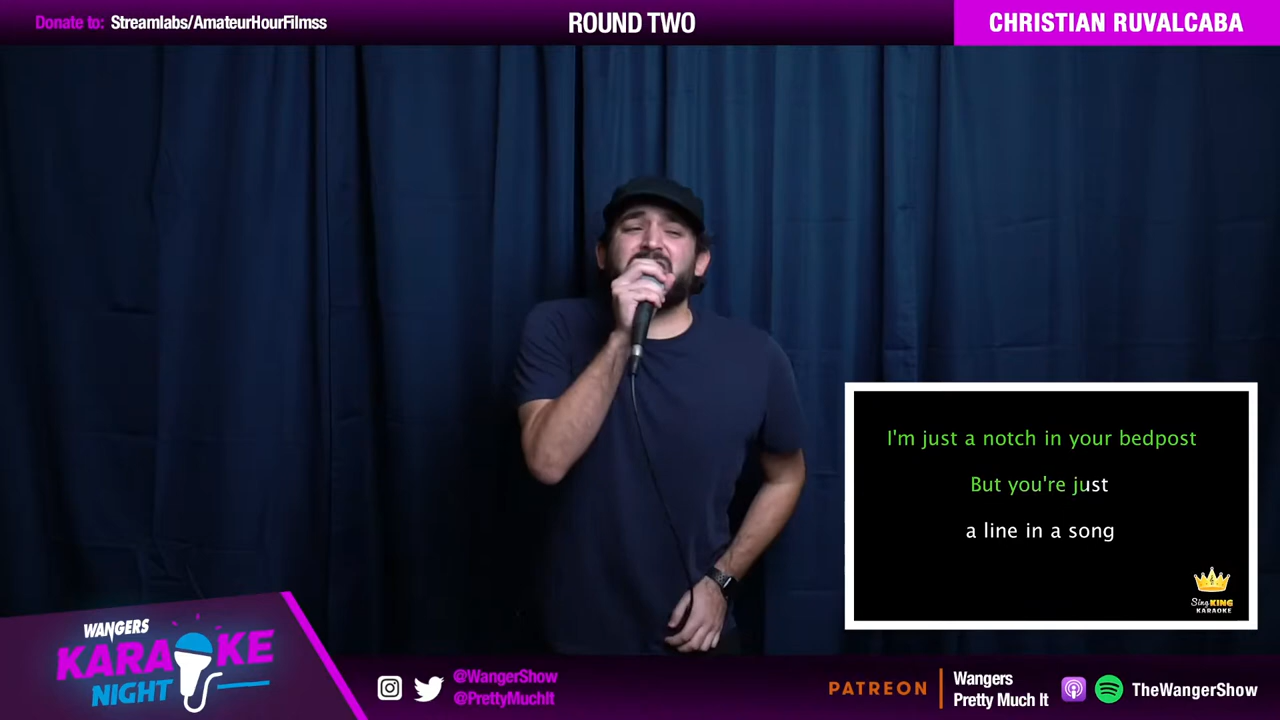 Donate to: Streamlabs/AmateurHourFilmss
ROUND TWO
CHRISTIAN RUVALCABA
I'm just a notch in your bedpost
But you're just
a line in a song
Sing KING
KARAOKE
WANGERS
KARAOKE
NIGHT
@WangerShow
@PrettyMuchIt
PATREON
Wangers
Pretty Much It
TheWangerShow